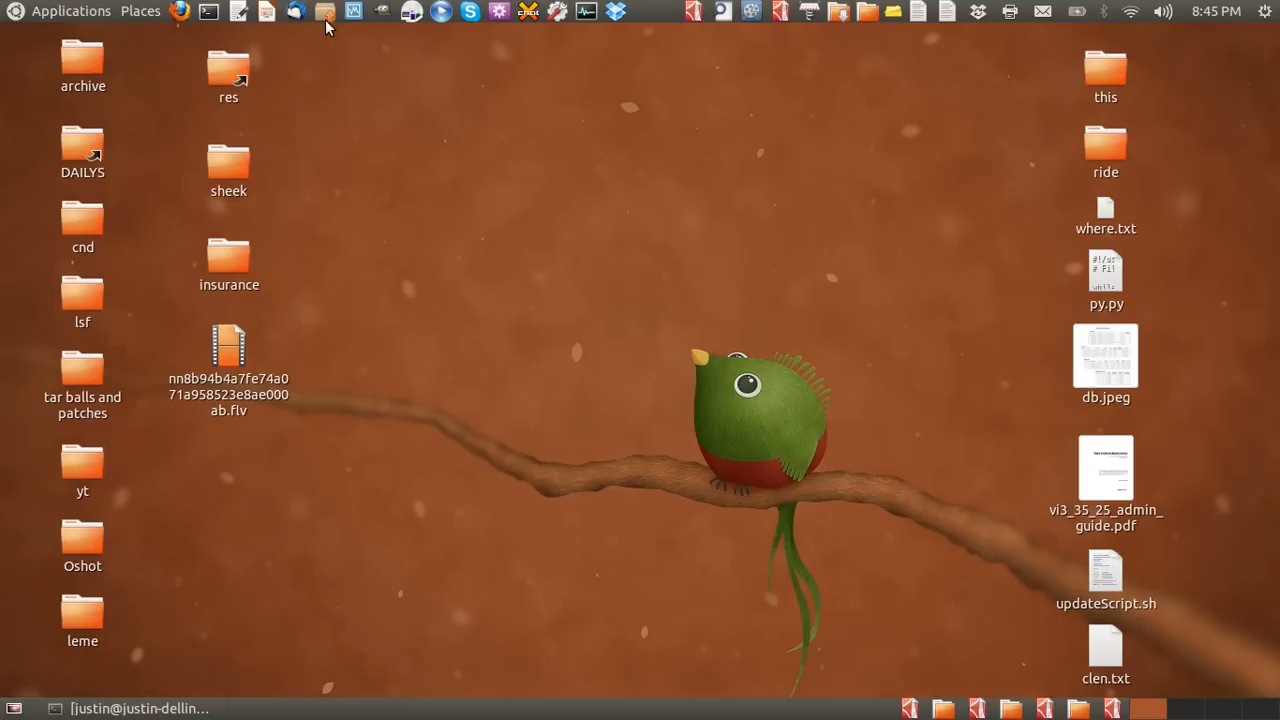 Applications Places
8:45 PM
archive
DAILYS
cnd
lsf
tar balls and
patches
yt
Oshot
leme
res
sheek
insurance
nn8b94b4a7fe74a0
71a958523e8ae000
ab.flv
this
ride
where.txt
py.py
db.jpeg
vi3_35_25_admin_
guide.pdf
updateScript.sh
clen.txt
[justin@justin-dellin...